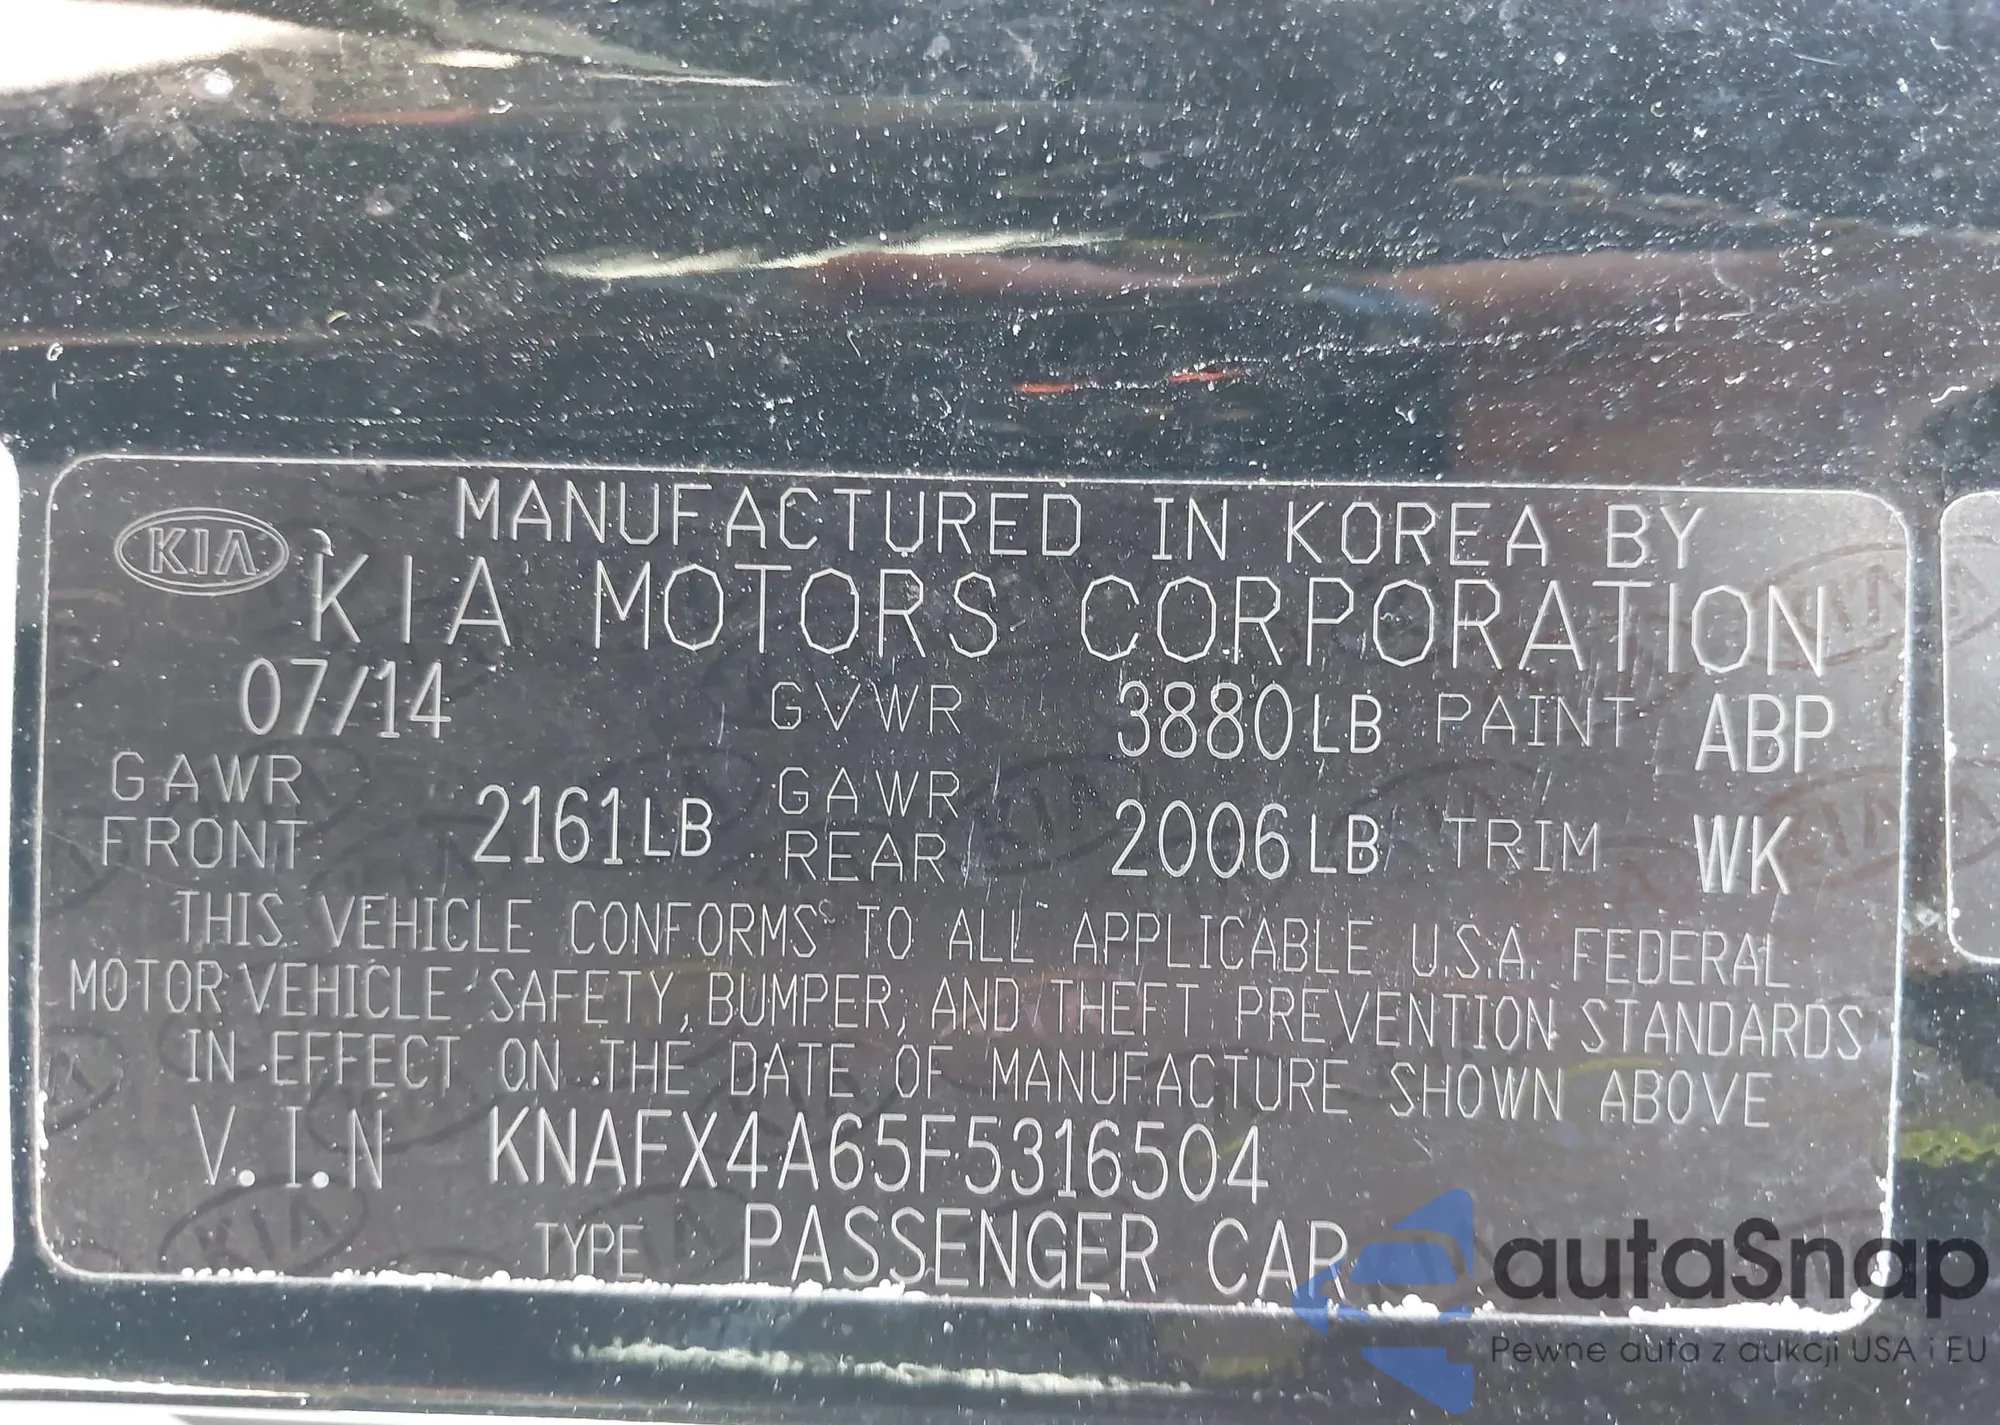 KIA
MANUFACTURED IN KOREA BY
KIA MOTORS CORPORATION
07/14 GVWR 3880LB PAINT ABP
GAWR FRONT 2161LB GAWR REAR 2006LB TRIM WK
THIS VEHICLE CONFORMS TO ALL APPLICABLE U.S.A. FEDERAL
MOTOR VEHICLE SAFETY, BUMPER, AND THEFT PREVENTION STANDARDS
IN EFFECT ON THE DATE OF MANUFACTURE SHOWN ABOVE
V.I.N KNAFX4A65F5316504
TYPE PASSENGER CAR
autaSnap
Pewne auta z aukcji USA i EU